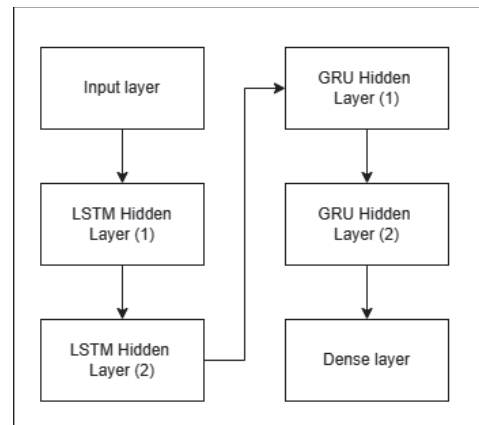 Input layer
LSTM Hidden
Layer (1)
LSTM Hidden
Layer (2)
GRU Hidden
Layer (1)
GRU Hidden
Layer (2)
Dense layer